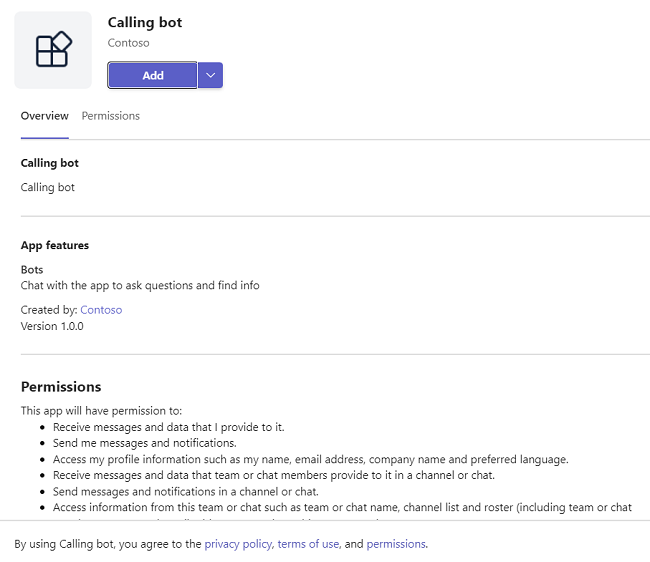 Calling bot
Contoso
Add
Overview Permissions
Calling bot
Calling bot
App features
Bots
Chat with the app to ask questions and find info
Created by: Contoso
Version 1.0.0
Permissions
This app will have permission to:
• Receive messages and data that I provide to it.
• Send me messages and notifications.
• Access my profile information such as my name, email address, company name and preferred language.
• Receive messages and data that team or chat members provide to it in a channel or chat.
• Send messages and notifications in a channel or chat.
• Access information from this team or chat such as team or chat name, channel list and roster (including team or chat
By using Calling bot, you agree to the privacy policy, terms of use, and permissions.